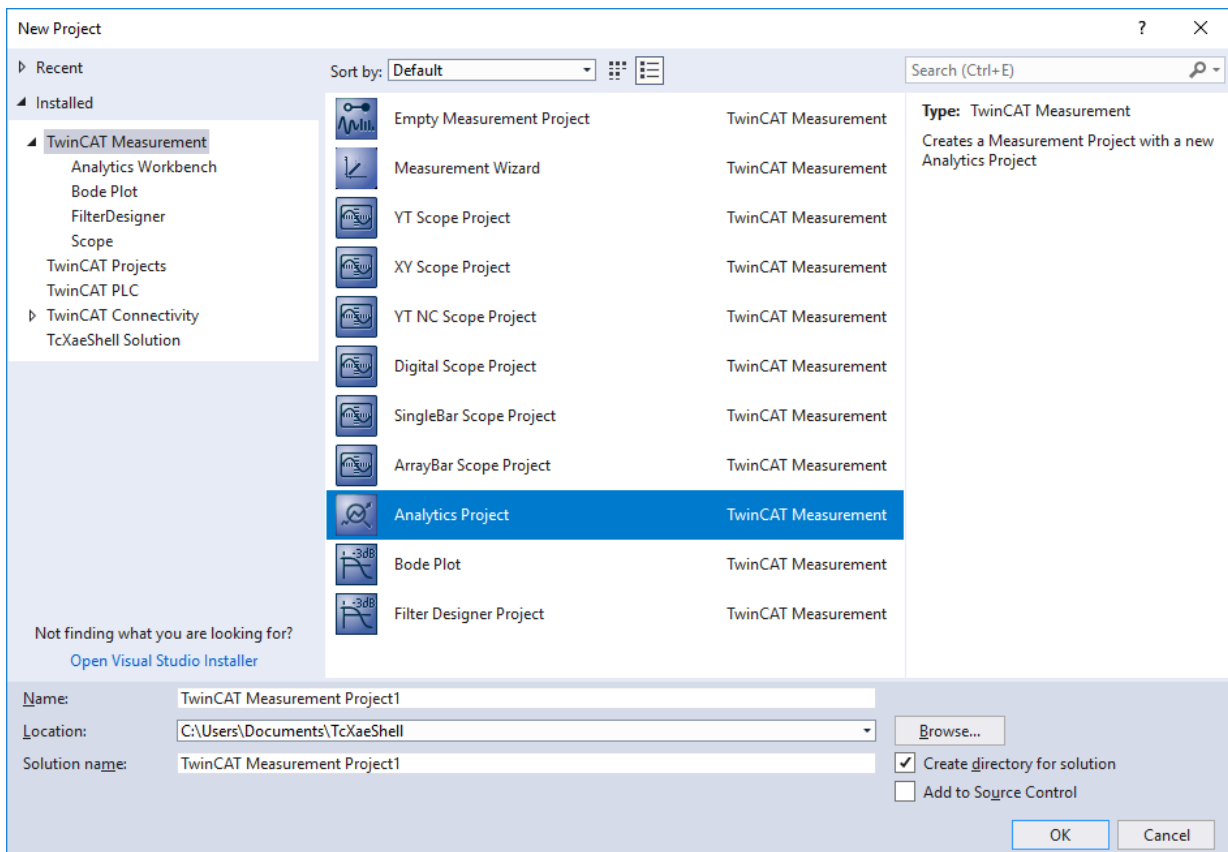 New Project
?
Recent
Installed
TwinCAT Measurement
Analytics Workbench
Bode Plot
FilterDesigner
Scope
TwinCAT Projects
TwinCAT PLC
TwinCAT Connectivity
TcXaeShell Solution
Not finding what you are looking for?
Open Visual Studio Installer
Sort by: Default
Empty Measurement Project TwinCAT Measurement
Measurement Wizard TwinCAT Measurement
YT Scope Project TwinCAT Measurement
XY Scope Project TwinCAT Measurement
YT NC Scope Project TwinCAT Measurement
Digital Scope Project TwinCAT Measurement
SingleBar Scope Project TwinCAT Measurement
ArrayBar Scope Project TwinCAT Measurement
Analytics Project TwinCAT Measurement
-3dB
Bode Plot TwinCAT Measurement
-3dB
Filter Designer Project TwinCAT Measurement
Search (Ctrl+E)
Type: TwinCAT Measurement
Creates a Measurement Project with a new
Analytics Project
Name: TwinCAT Measurement Project1
Location: C:\Users\Documents\TcXaeShell Browse...
Solution name: TwinCAT Measurement Project1
Create directory for solution
Add to Source Control
OK Cancel